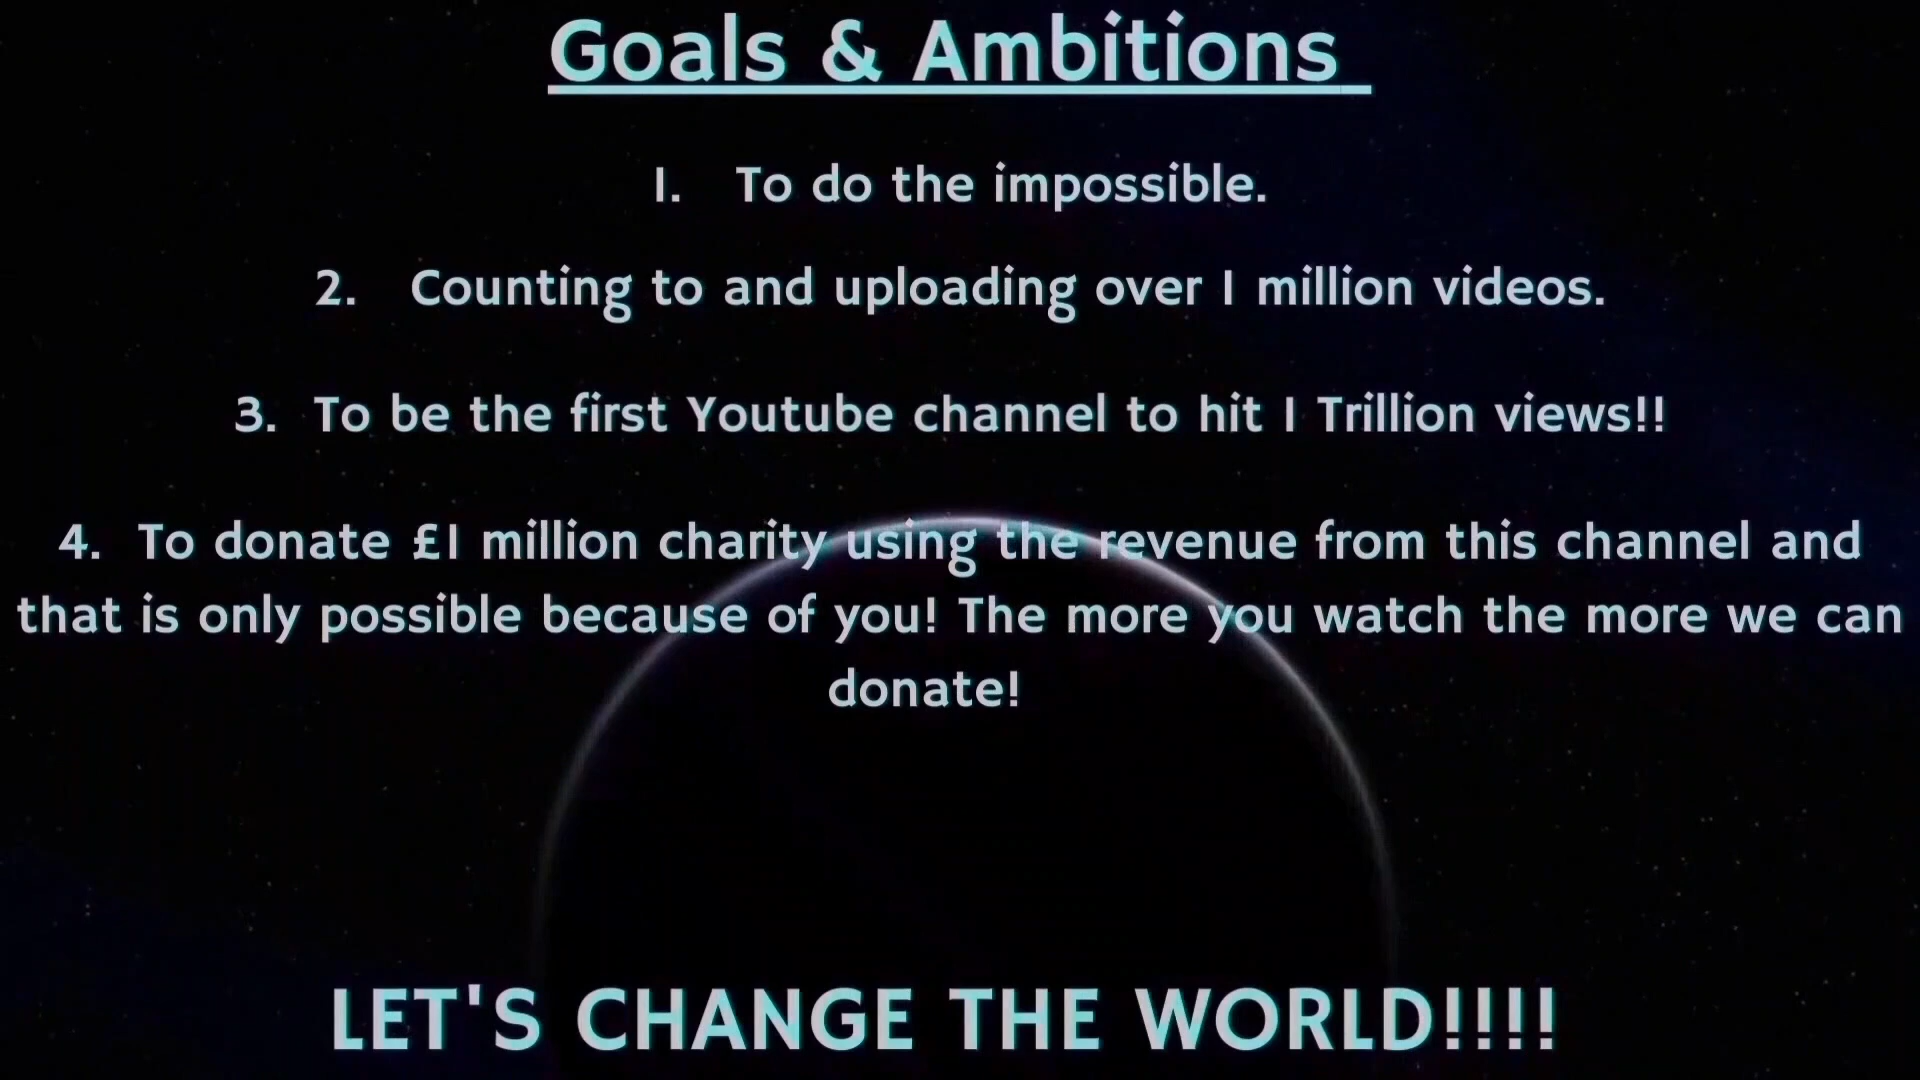 Goals & Ambitions
1. To do the impossible.
2. Counting to and uploading over 1 million videos.
3. To be the first Youtube channel to hit 1 Trillion views!!
4. To donate £1 million charity using the revenue from this channel and
that is only possible because of you! The more you watch the more we can
donate!
LET'S CHANGE THE WORLD!!!!